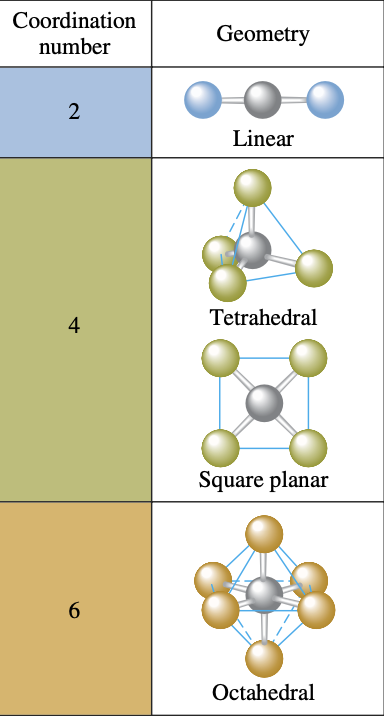 Coordination
number
Geometry
2
Linear
4
Tetrahedral
Square planar
6
Octahedral